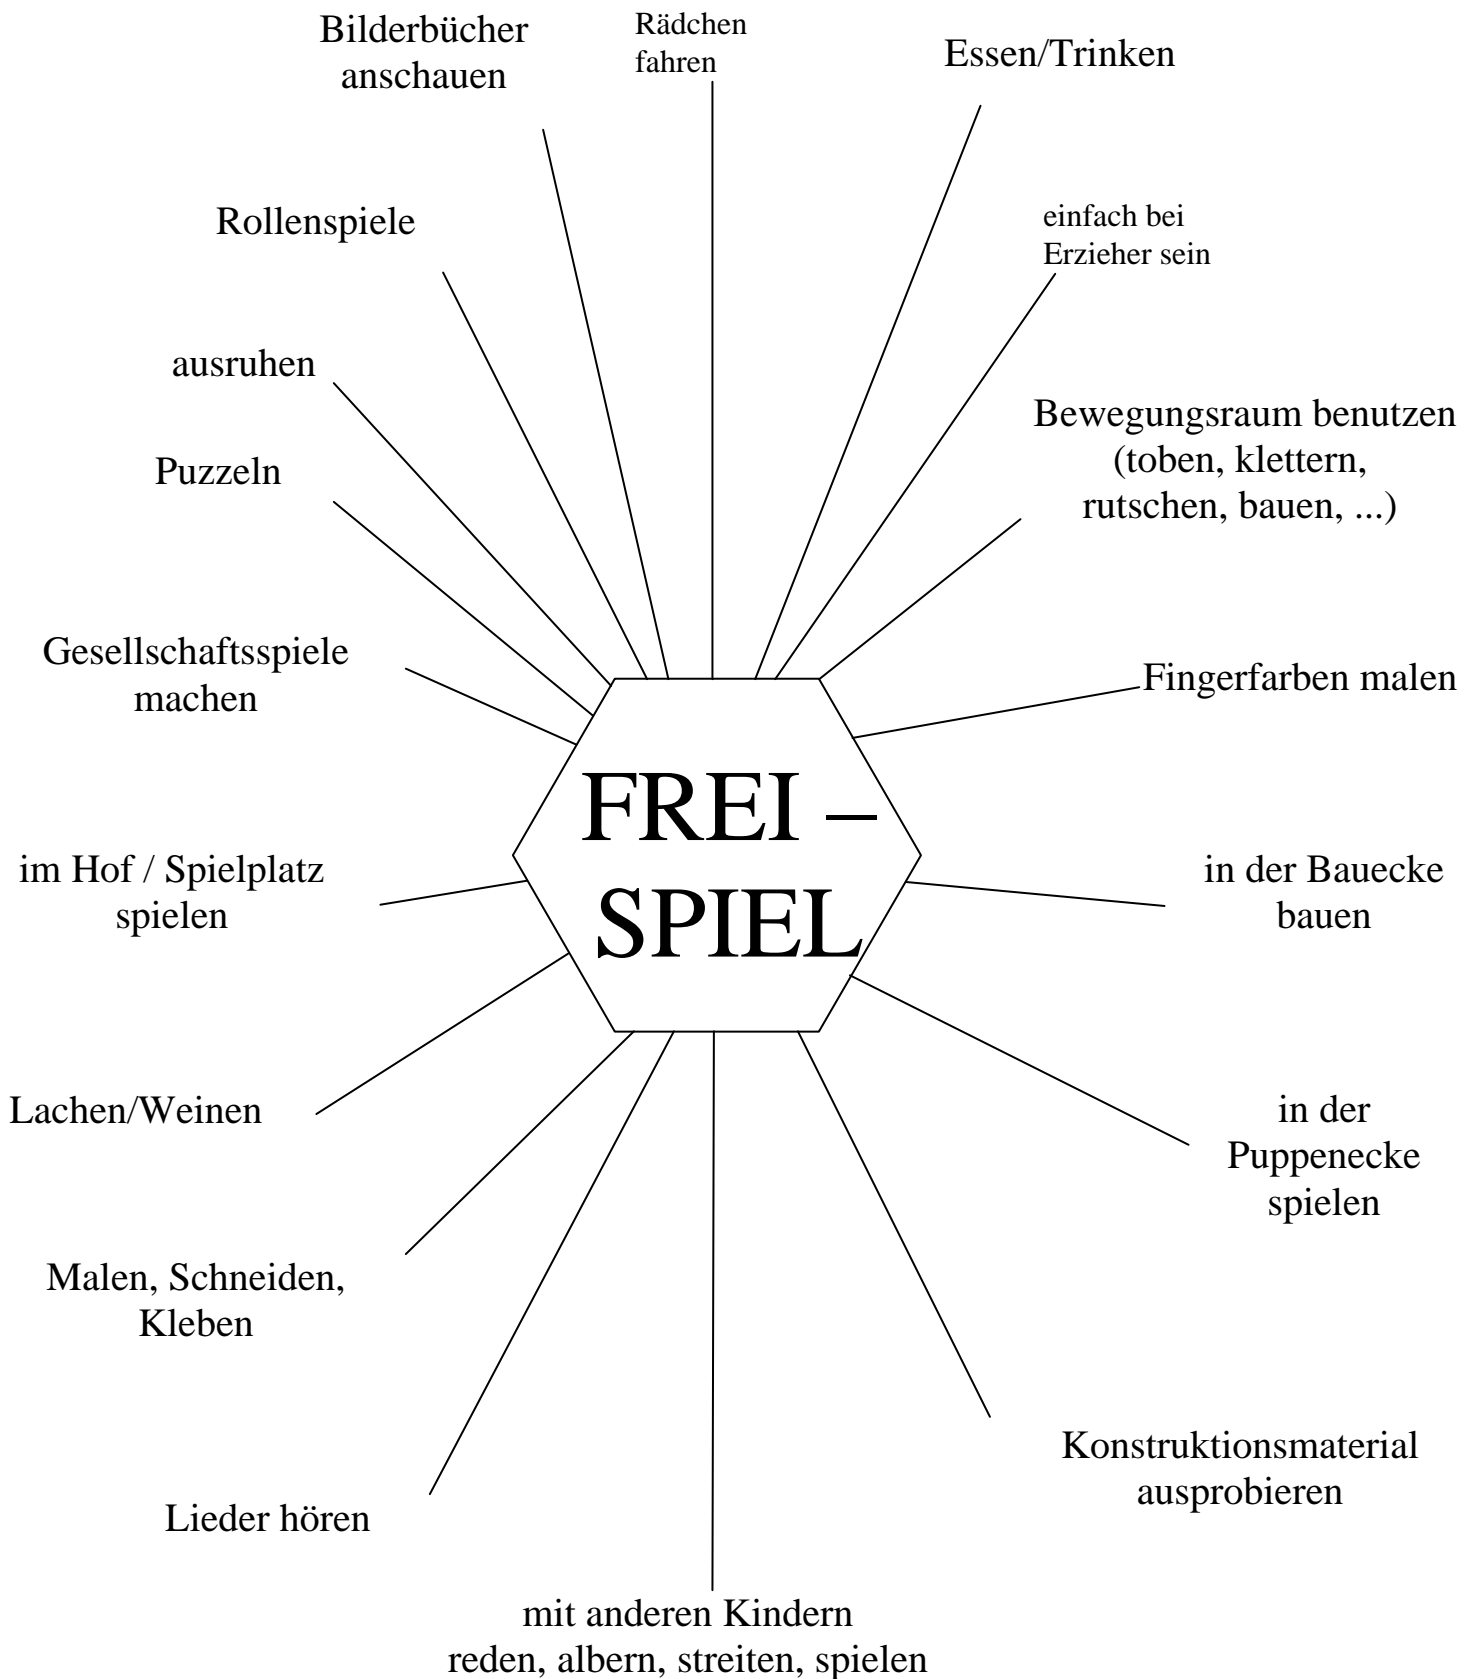 Bilderbücher
anschauen
Rädchen
fahren
Essen/Trinken
Rollenspiele
einfach bei
Erzieher sein
ausruhen
Bewegungsraum benutzen
(toben, klettern,
rutschen, bauen, ...)
Puzzeln
Gesellschaftsspiele
machen
Fingerfarben malen
FREI –
SPIEL
im Hof / Spielplatz
spielen
in der Bauecke
bauen
Lachen/Weinen
in der
Puppenecke
spielen
Malen, Schneiden,
Kleben
Konstruktionsmaterial
ausprobieren
Lieder hören
mit anderen Kindern
reden, albern, streiten, spielen